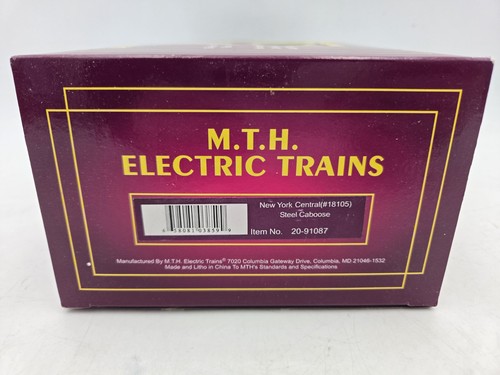 M.T.H.
ELECTRIC TRAINS
New York Central(#18105)
Steel Caboose
Item No. 20-91087
Manufactured By M.T.H. Electric Trains® 7020 Columbia Gateway Drive, Columbia, MD 21046-1532
Made and Litho in China To MTH's Standards and Specifications